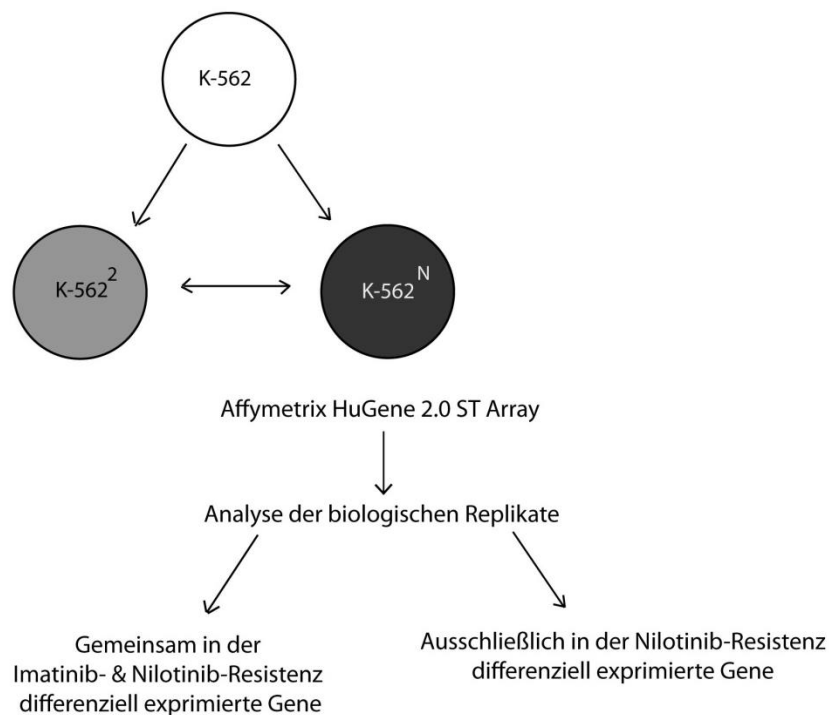 K-562
K-562²
K-562ᴺ
Affymetrix HuGene 2.0 ST Array
Analyse der biologischen Replikate
Gemeinsam in der
Imatinib- & Nilotinib-Resistenz
differenziell exprimierte Gene
Ausschließlich in der Nilotinib-Resistenz
differenziell exprimierte Gene